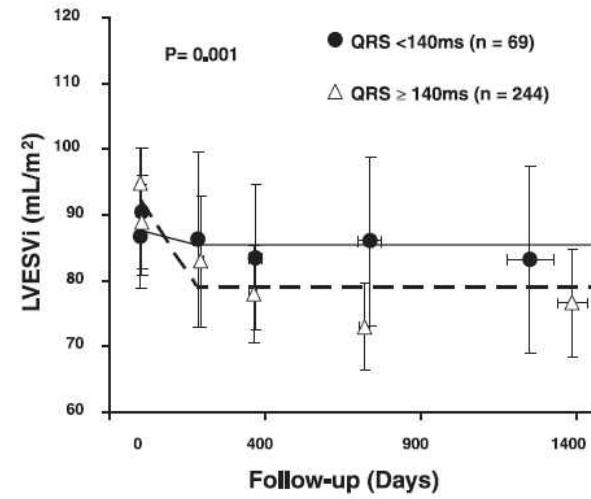 120
110
100
90
80
70
60
LVESVi (mL/m²)
P= 0.001
QRS <140ms (n = 69)
QRS ≥ 140ms (n = 244)
0
400
900
1400
Follow-up (Days)